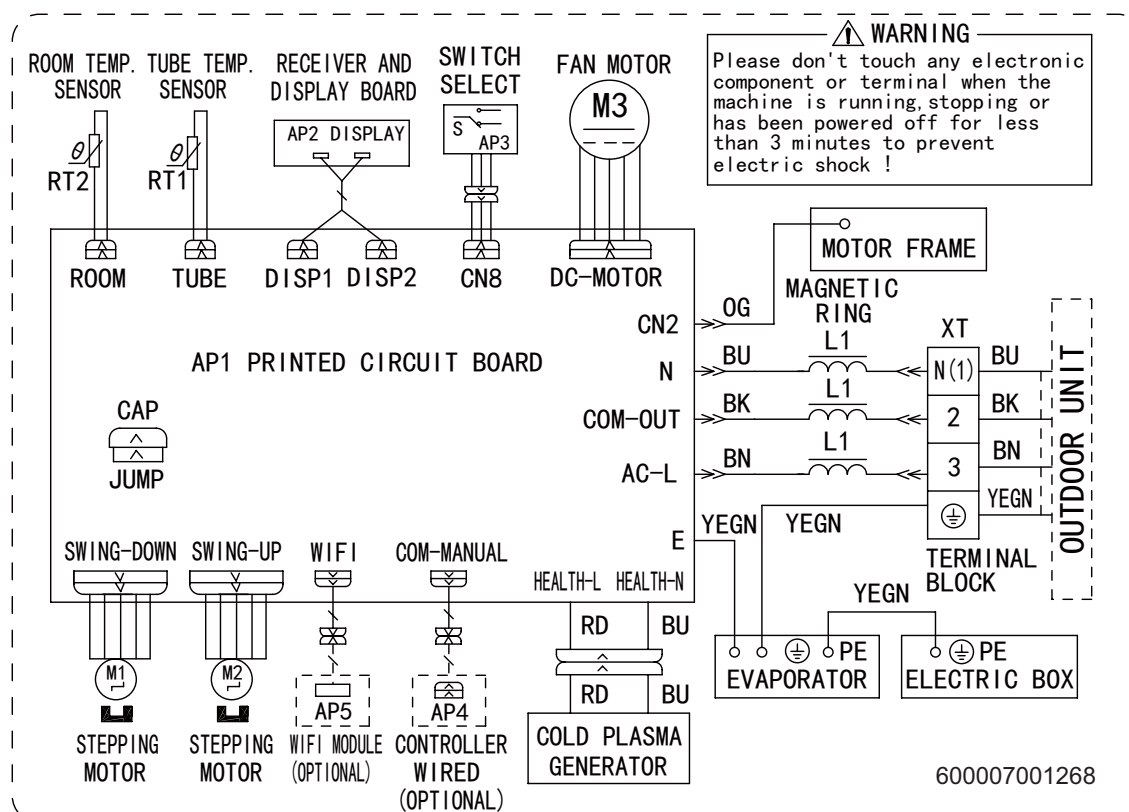 ROOM TEMP.
SENSOR
TUBE TEMP.
SENSOR
RECEIVER AND
DISPLAY BOARD
SWITCH
SELECT
FAN MOTOR
WARNING
Please don't touch any electronic
component or terminal when the
machine is running, stopping or
has been powered off for less
than 3 minutes to prevent
electric shock !
θ
RT2
θ
RT1
AP2 DISPLAY
S
AP3
M3
MOTOR FRAME
ROOM
TUBE
DISP1
DISP2
CN8
DC-MOTOR
MAGNETIC
RING
CN2
OG
L1
XT
AP1 PRINTED CIRCUIT BOARD
N
BU
N(1)
BU
L1
COM-OUT
BK
2
BK
L1
AC-L
BN
3
BN
CAP
JUMP
YEGN
YEGN
YEGN
OUTDOOR UNIT
E
TERMINAL
BLOCK
SWING-DOWN
SWING-UP
WIFI
COM-MANUAL
HEALTH-L
HEALTH-N
RD
BU
YEGN
PE
EVAPORATOR
PE
ELECTRIC BOX
M1
M2
AP5
AP4
RD
BU
STEPPING
MOTOR
STEPPING
MOTOR
WIFI MODULE
(OPTIONAL)
CONTROLLER
WIRED
(OPTIONAL)
COLD PLASMA
GENERATOR
600007001268